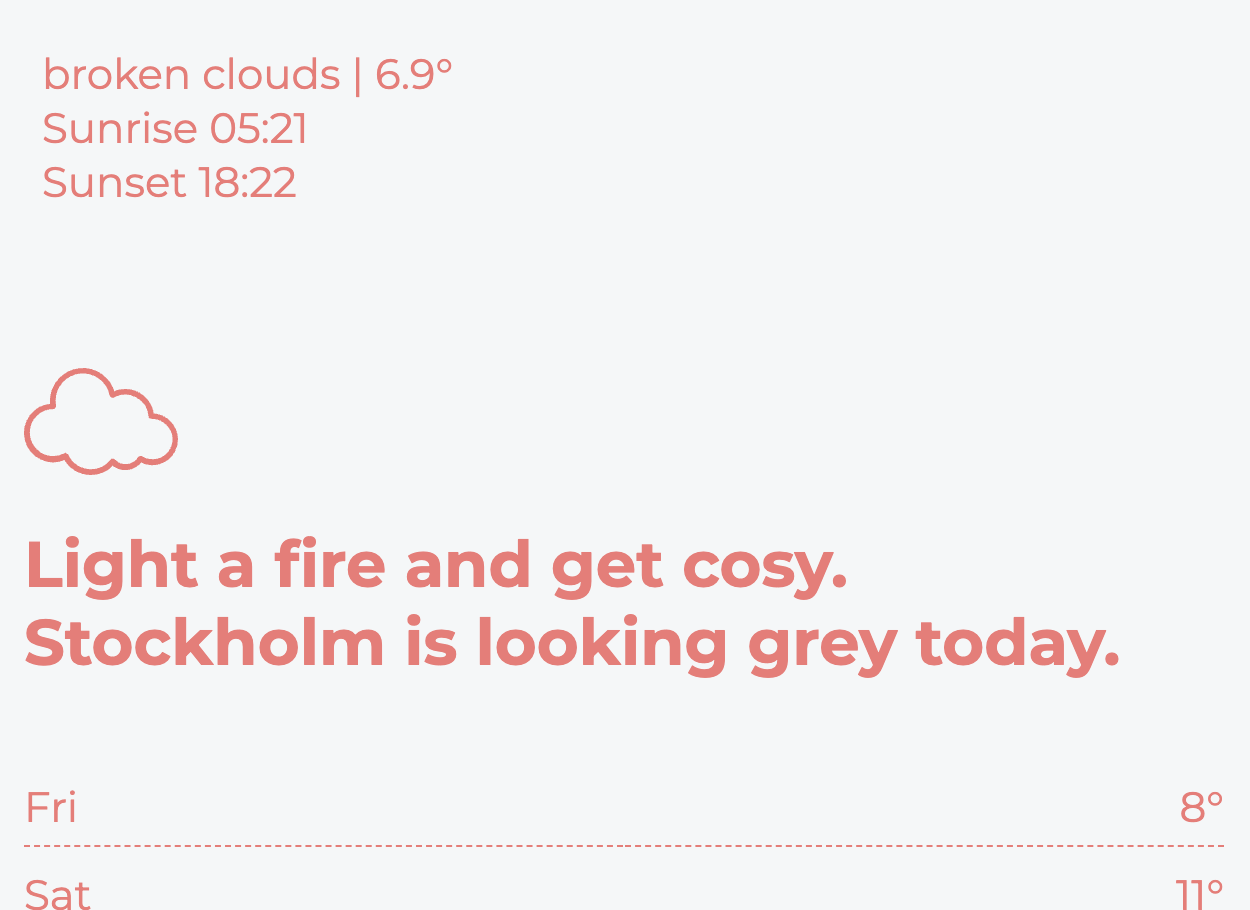 broken clouds | 6.9°
Sunrise 05:21
Sunset 18:22
Light a fire and get cosy.
Stockholm is looking grey today.
Fri 8°
Sat 11°